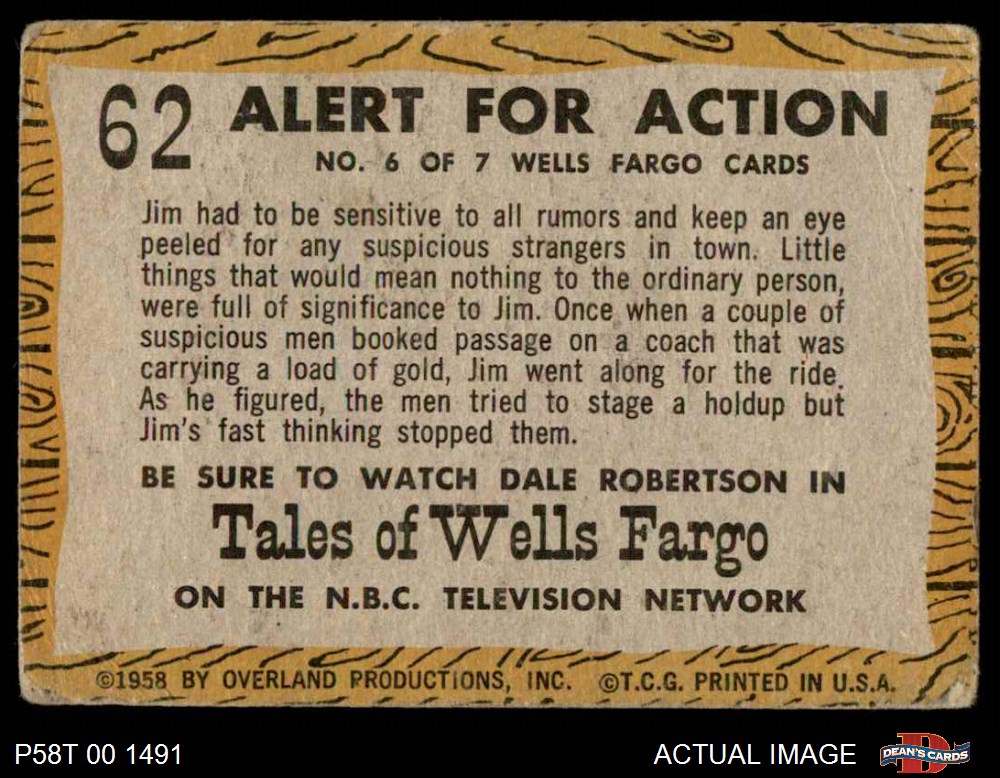 62 ALERT FOR ACTION
NO. 6 OF 7 WELLS FARGO CARDS
Jim had to be sensitive to all rumors and keep an eye
peeled for any suspicious strangers in town. Little
things that would mean nothing to the ordinary person,
were full of significance to Jim. Once when a couple of
suspicious men booked passage on a coach that was
carrying a load of gold, Jim went along for the ride.
As he figured, the men tried to stage a holdup but
Jim's fast thinking stopped them.
BE SURE TO WATCH DALE ROBERTSON IN
Tales of Wells Fargo
ON THE N.B.C. TELEVISION NETWORK
©1958 BY OVERLAND PRODUCTIONS, INC. ©T.C.G. PRINTED IN U.S.A.
P58T 00 1491 ACTUAL IMAGE D DEAN'S CARDS